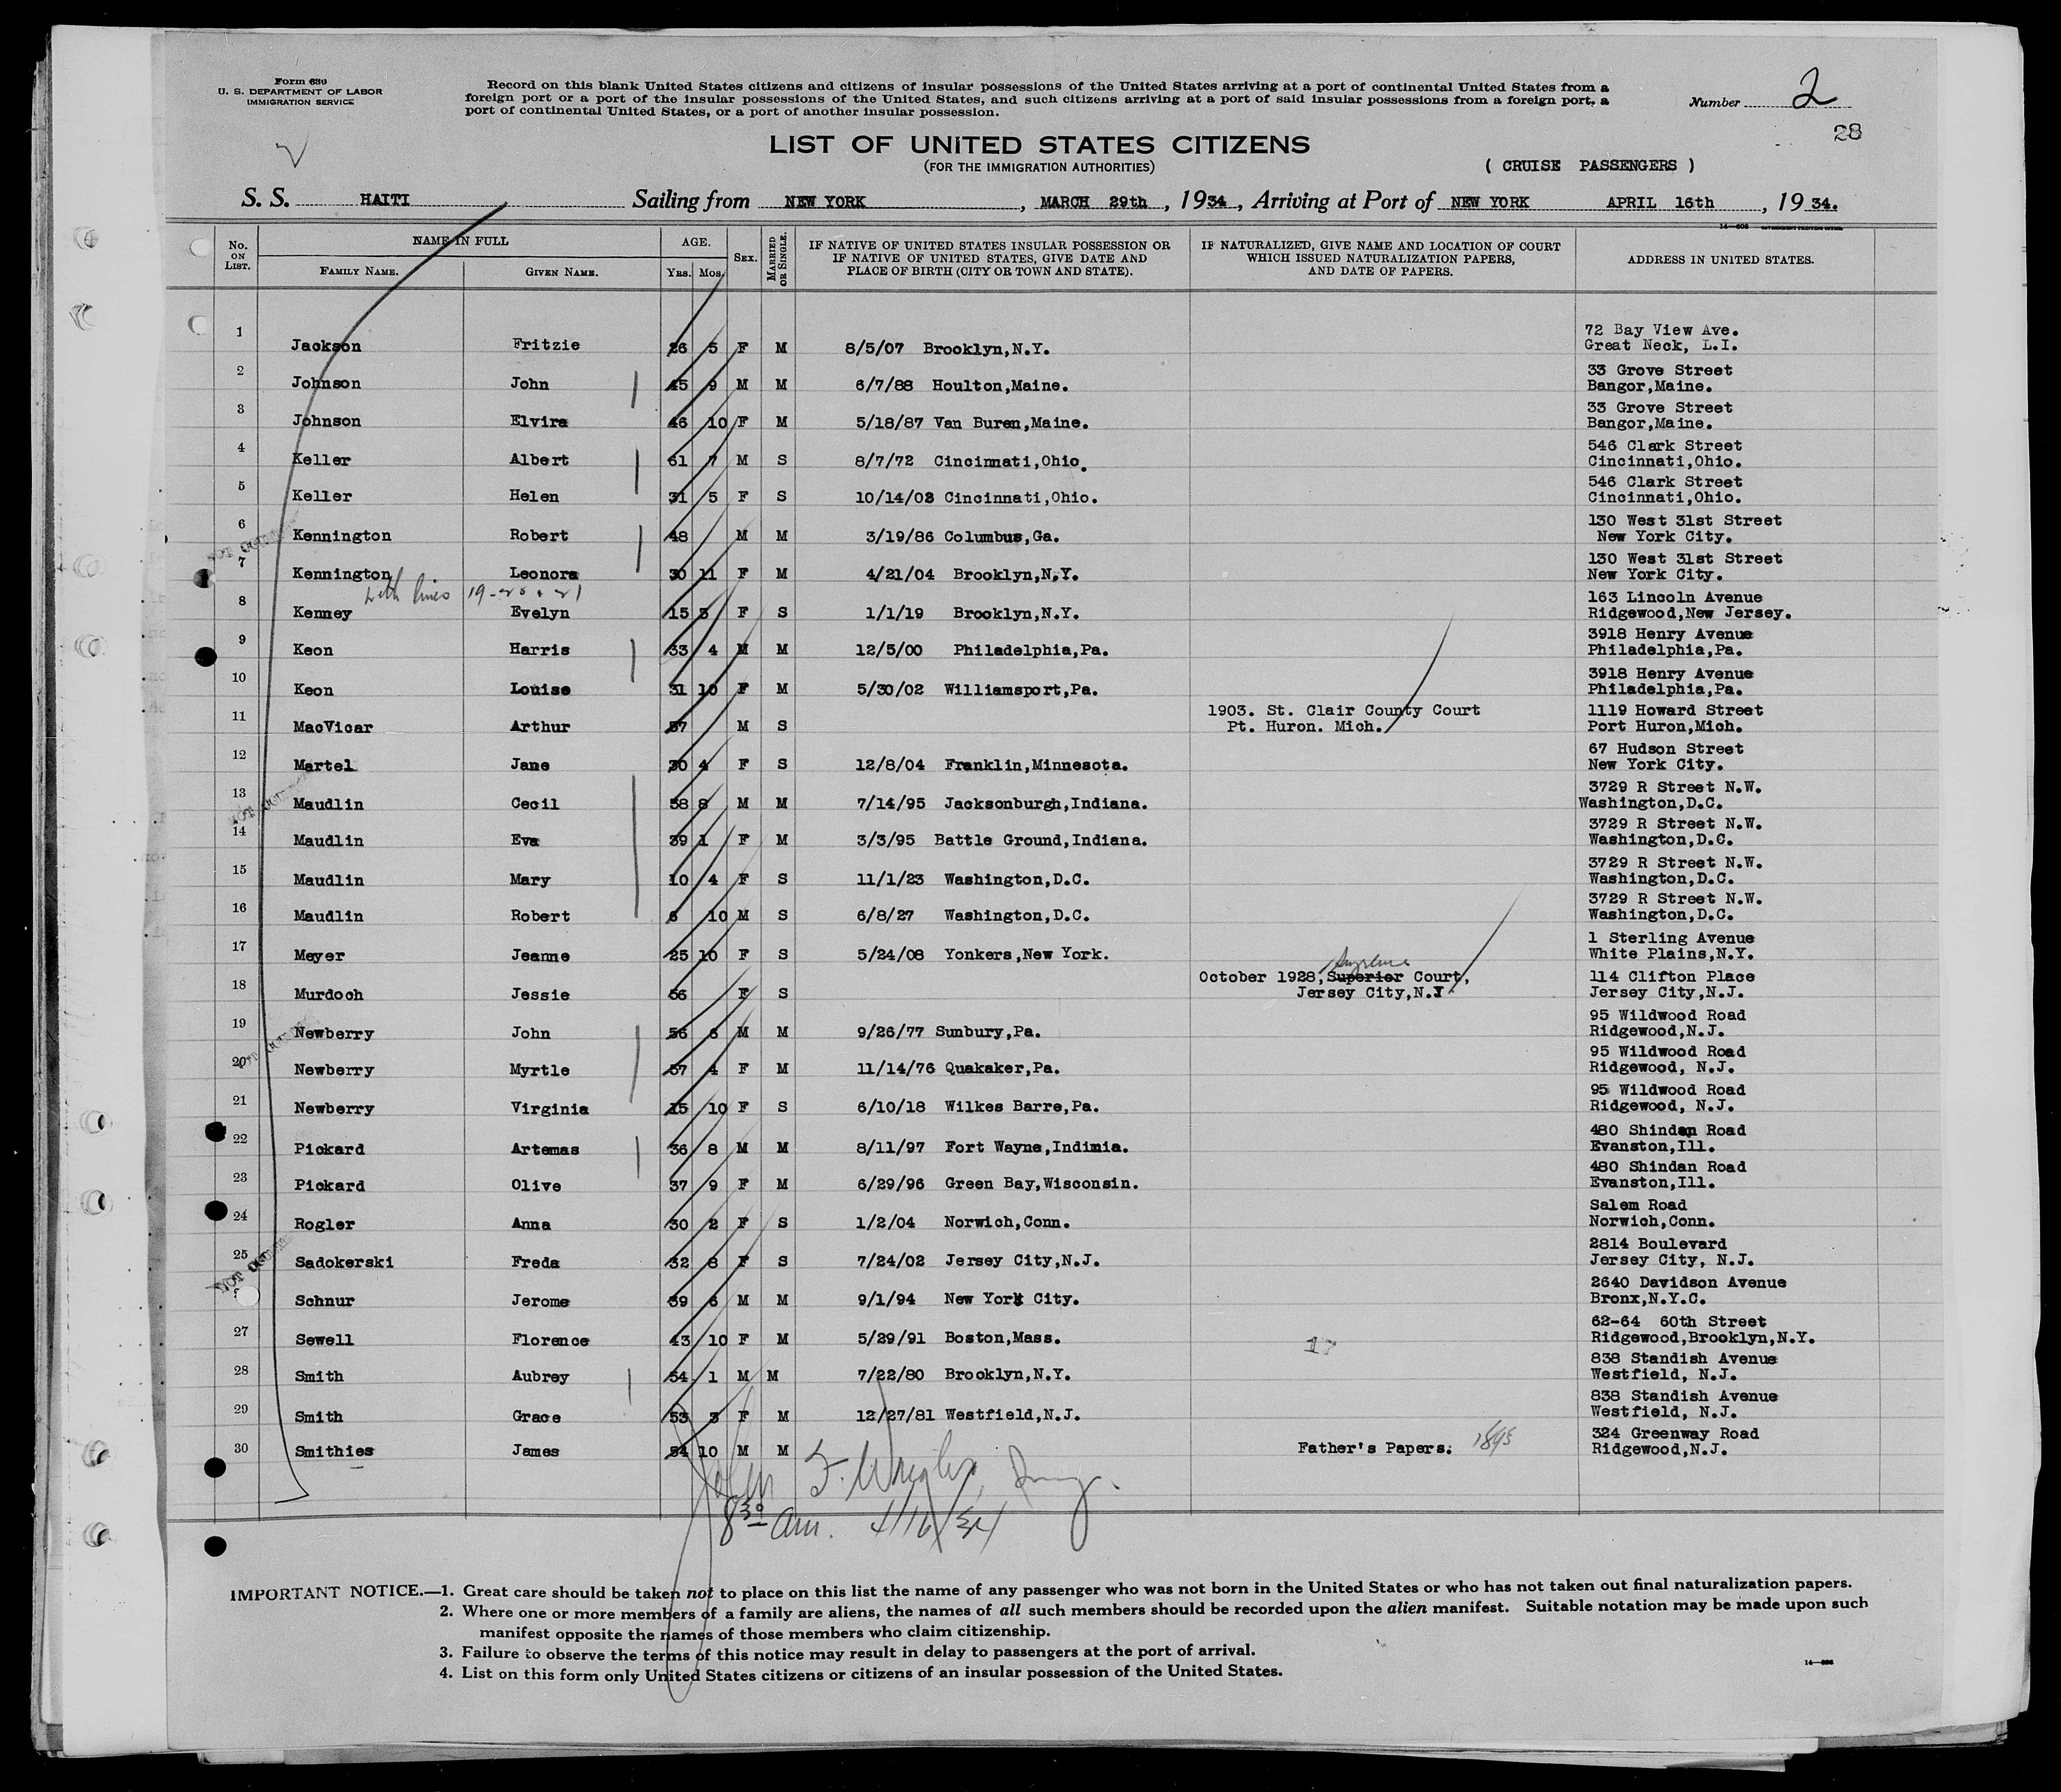 Form 630
U. S. DEPARTMENT OF LABOR
IMMIGRATION SERVICE
Record on this blank United States citizens and citizens of insular possessions of the United States arriving at a port of continental United States from a
foreign port or a port of the insular possessions of the United States, and such citizens arriving at a port of said insular possessions from a foreign port, a
port of continental United States, or a port of another insular possession.
Number 2
28
LIST OF UNITED STATES CITIZENS
(FOR THE IMMIGRATION AUTHORITIES)
( CRUISE PASSENGERS )
S. S. HAITI Sailing from NEW YORK, MARCH 29th, 1934, Arriving at Port of NEW YORK APRIL 16th, 1934.
No. ON LIST. NAME IN FULL AGE. SEX. MARRIED OR SINGLE. IF NATIVE OF UNITED STATES INSULAR POSSESSION OR IF NATIVE OF UNITED STATES, GIVE DATE AND PLACE OF BIRTH (CITY OR TOWN AND STATE). IF NATURALIZED, GIVE NAME AND LOCATION OF COURT WHICH ISSUED NATURALIZATION PAPERS, AND DATE OF PAPERS. ADDRESS IN UNITED STATES.
FAMILY NAME. GIVEN NAME. YRS. MOS.
1 Jackson Fritzie 26 5 F M 8/5/07 Brooklyn,N.Y. 72 Bay View Ave. Great Neck, L.I.
2 Johnson John 45 9 M M 6/7/88 Houlton,Maine. 33 Grove Street Bangor,Maine.
3 Johnson Elvira 46 10 F M 5/18/87 Van Buren,Maine. 33 Grove Street Bangor,Maine.
4 Keller Albert 61 7 M S 8/7/72 Cincinnati,Ohio. 546 Clark Street Cincinnati,Ohio.
5 Keller Helen 31 5 F S 10/14/02 Cincinnati,Ohio. 546 Clark Street Cincinnati,Ohio.
6 Kennington Robert 48 M M 3/19/86 Columbus,Ga. 130 West 31st Street New York City.
7 Kennington Leonora 30 11 F M 4/21/04 Brooklyn,N.Y. 130 West 31st Street New York City.
with lines 19-20 & 21
8 Kenney Evelyn 15 3 F S 1/1/19 Brooklyn,N.Y. 163 Lincoln Avenue Ridgewood,New Jersey.
9 Keon Harris 33 4 M M 12/5/00 Philadelphia,Pa. 3918 Henry Avenue Philadelphia,Pa.
10 Keon Louise 31 10 F M 5/30/02 Williamsport,Pa. 3918 Henry Avenue Philadelphia,Pa.
11 MacVicar Arthur 57 M S 1903. St. Clair County Court Pt. Huron. Mich. 1119 Howard Street Port Huron,Mich.
12 Martel Jane 30 4 F S 12/8/04 Franklin,Minnesota. 67 Hudson Street New York City.
13 Maudlin Cecil 38 8 M M 7/14/95 Jacksonburgh,Indiana. 3729 R Street N.W. Washington,D.C.
14 Maudlin Eva 39 1 F M 3/3/95 Battle Ground,Indiana. 3729 R Street N.W. Washington,D.C.
15 Maudlin Mary 10 4 F S 11/1/23 Washington,D.C. 3729 R Street N.W. Washington,D.C.
16 Maudlin Robert 6 10 M S 6/8/27 Washington,D.C. 3729 R Street N.W. Washington,D.C.
17 Meyer Jeanne 25 10 F S 5/24/08 Yonkers,New York. 1 Sterling Avenue White Plains,N.Y.
18 Murdoch Jessie 56 F S October 1928, Superior Supreme Court, Jersey City,N.J. 114 Clifton Place Jersey City,N.J.
19 Newberry John 56 6 M M 9/26/77 Sunbury,Pa. 95 Wildwood Road Ridgewood,N.J.
20 Newberry Myrtle 57 4 F M 11/14/76 Quakaker,Pa. 95 Wildwood Road Ridgewood, N.J.
21 Newberry Virginia 15 10 F S 6/10/18 Wilkes Barre,Pa. 95 Wildwood Road Ridgewood, N.J.
22 Pickard Artemas 36 8 M M 8/11/97 Fort Wayne,Indimia. 480 Shindan Road Evanston,Ill.
23 Pickard Olive 37 9 F M 6/29/96 Green Bay,Wisconsin. 480 Shindan Road Evanston,Ill.
24 Rogler Anna 30 2 F S 1/2/04 Norwich,Conn. Salem Road Norwich,Conn.
25 Sadokerski Freda 32 8 F S 7/24/02 Jersey City,N.J. 2814 Boulevard Jersey City, N.J.
Schnur Jerome 39 6 M M 9/1/94 New York City. 2640 Davidson Avenue Bronx,N.Y.C.
27 Sewell Florence 43 10 F M 5/29/91 Boston,Mass. 62-64 60th Street Ridgewood,Brooklyn,N.Y.
28 Smith Aubrey 54 1 M M 7/22/80 Brooklyn,N.Y. 838 Standish Avenue Westfield, N.J.
29 Smith Grace 53 3 F M 12/27/81 Westfield,N.J. 838 Standish Avenue Westfield, N.J.
30 Smithies James 54 10 M M Father's Papers. 1893 324 Greenway Road Ridgewood,N.J.
John F. Wrigley
8 30 am. 4/16/34
IMPORTANT NOTICE.—1. Great care should be taken not to place on this list the name of any passenger who was not born in the United States or who has not taken out final naturalization papers.
2. Where one or more members of a family are aliens, the names of all such members should be recorded upon the alien manifest. Suitable notation may be made upon such
manifest opposite the names of those members who claim citizenship.
3. Failure to observe the terms of this notice may result in delay to passengers at the port of arrival.
4. List on this form only United States citizens or citizens of an insular possession of the United States.